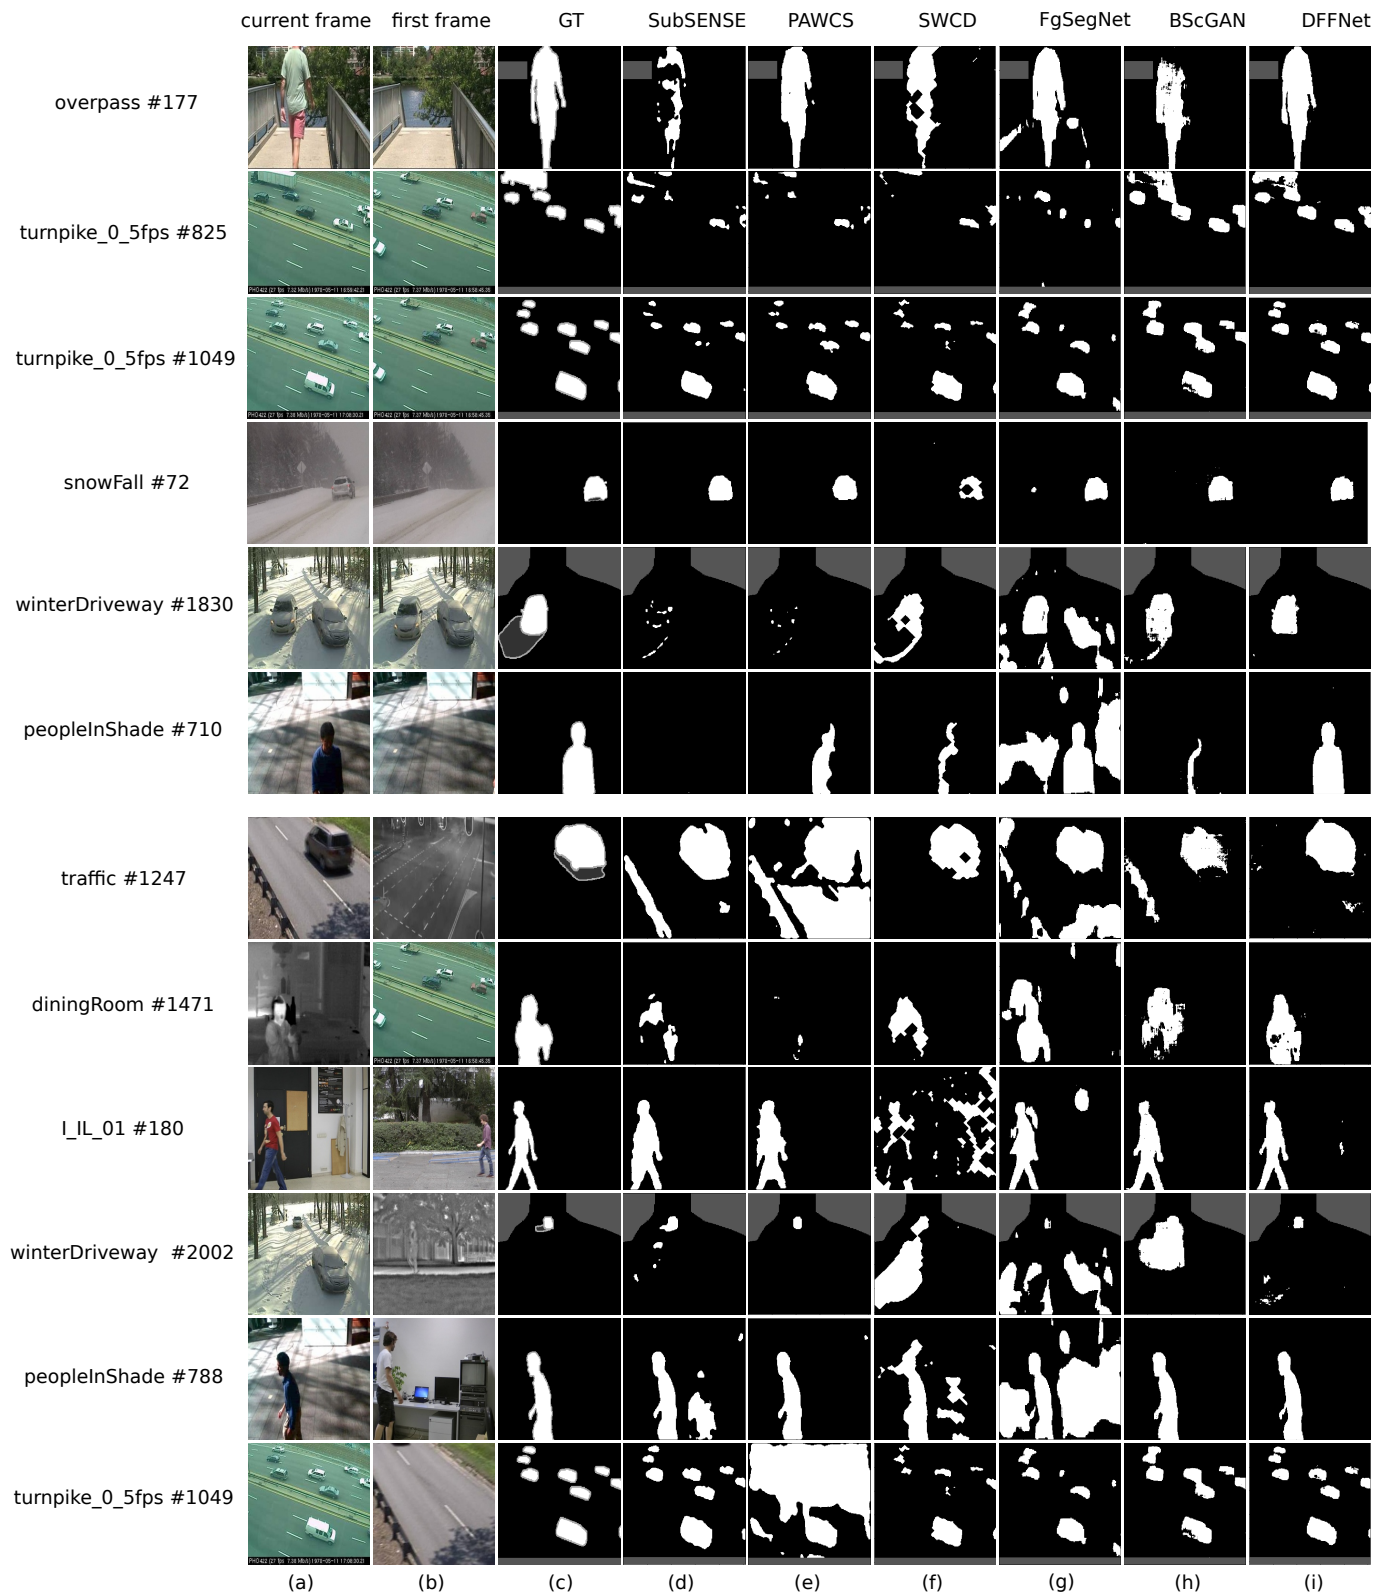 current frame first frame GT SubSENSE PAWCS SWCD FgSegNet BScGAN DFFNet
overpass #177
turnpike_0_5fps #825
turnpike_0_5fps #1049
snowFall #72
winterDriveway #1830
peopleInShade #710
traffic #1247
diningRoom #1471
I_IL_01 #180
winterDriveway #2002
peopleInShade #788
turnpike_0_5fps #1049
(a) (b) (c) (d) (e) (f) (g) (h) (i)